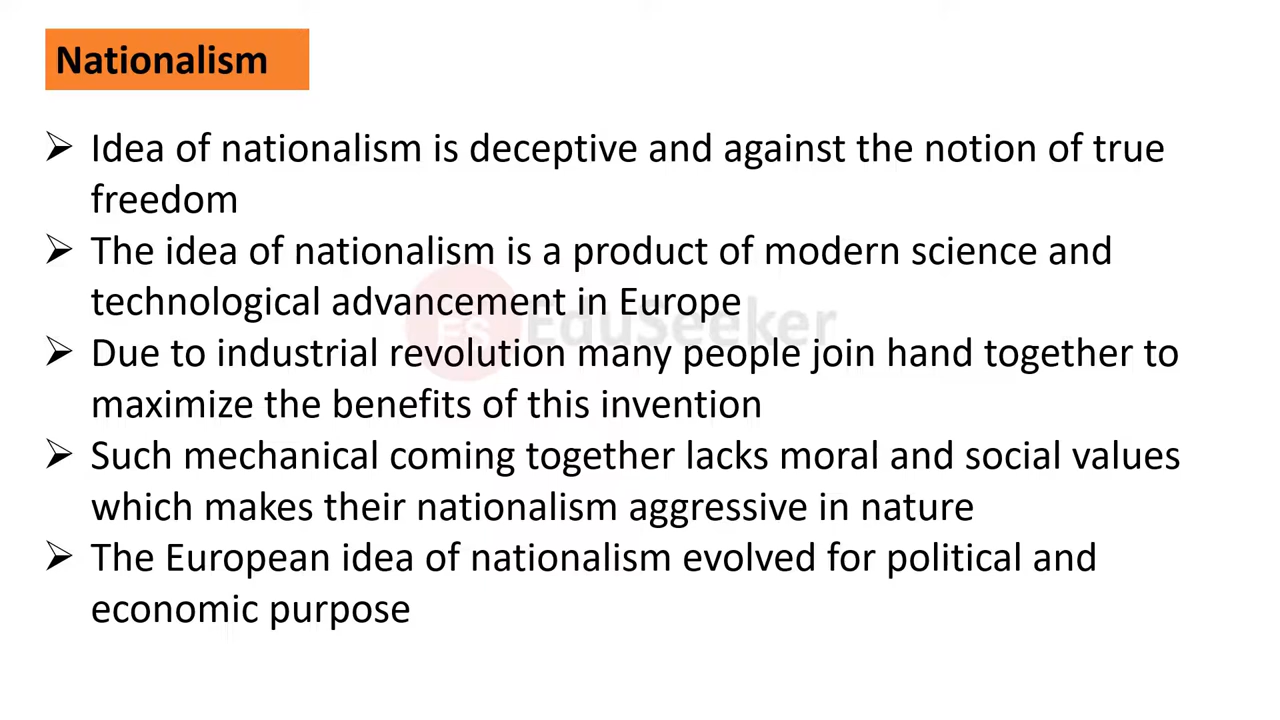 Nationalism
➢ Idea of nationalism is deceptive and against the notion of true
freedom
➢ The idea of nationalism is a product of modern science and
technological advancement in Europe
ES EduSeeker
➢ Due to industrial revolution many people join hand together to
maximize the benefits of this invention
➢ Such mechanical coming together lacks moral and social values
which makes their nationalism aggressive in nature
➢ The European idea of nationalism evolved for political and
economic purpose